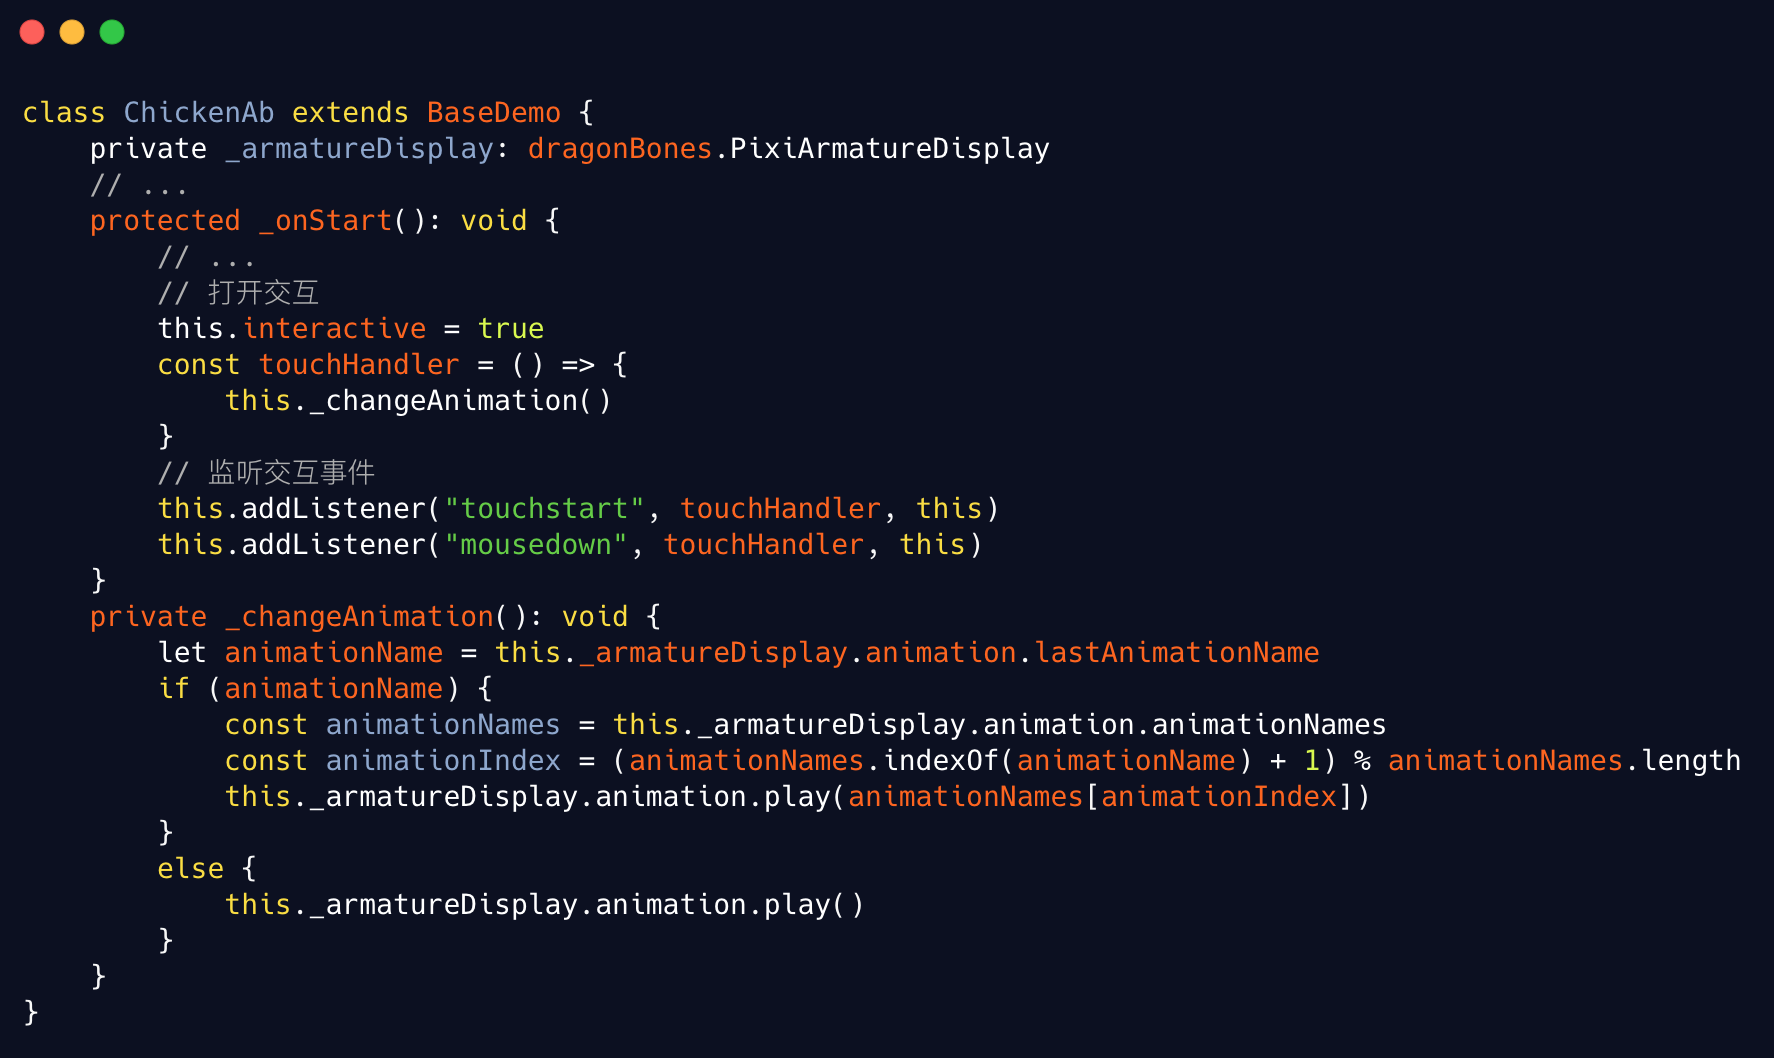 class ChickenAb extends BaseDemo {
    private _armatureDisplay: dragonBones.PixiArmatureDisplay
    // ...
    protected _onStart(): void {
        // ...
        // 打开交互
        this.interactive = true
        const touchHandler = () => {
            this._changeAnimation()
        }
        // 监听交互事件
        this.addListener("touchstart", touchHandler, this)
        this.addListener("mousedown", touchHandler, this)
    }
    private _changeAnimation(): void {
        let animationName = this._armatureDisplay.animation.lastAnimationName
        if (animationName) {
            const animationNames = this._armatureDisplay.animation.animationNames
            const animationIndex = (animationNames.indexOf(animationName) + 1) % animationNames.length
            this._armatureDisplay.animation.play(animationNames[animationIndex])
        }
        else {
            this._armatureDisplay.animation.play()
        }
    }
}